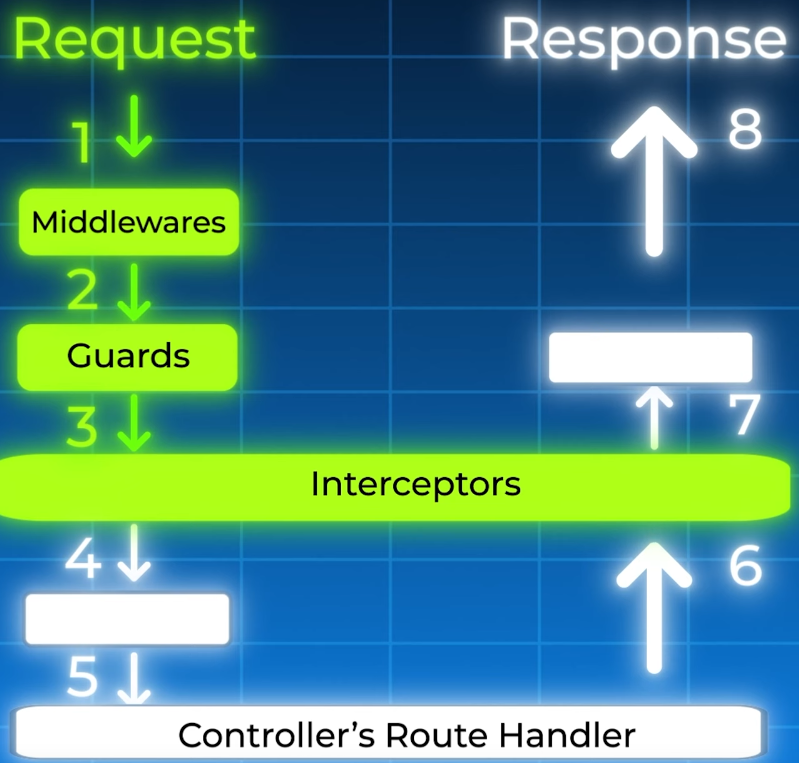 Request
Response
1
8
Middlewares
2
Guards
3
7
Interceptors
4
6
5
Controller’s Route Handler